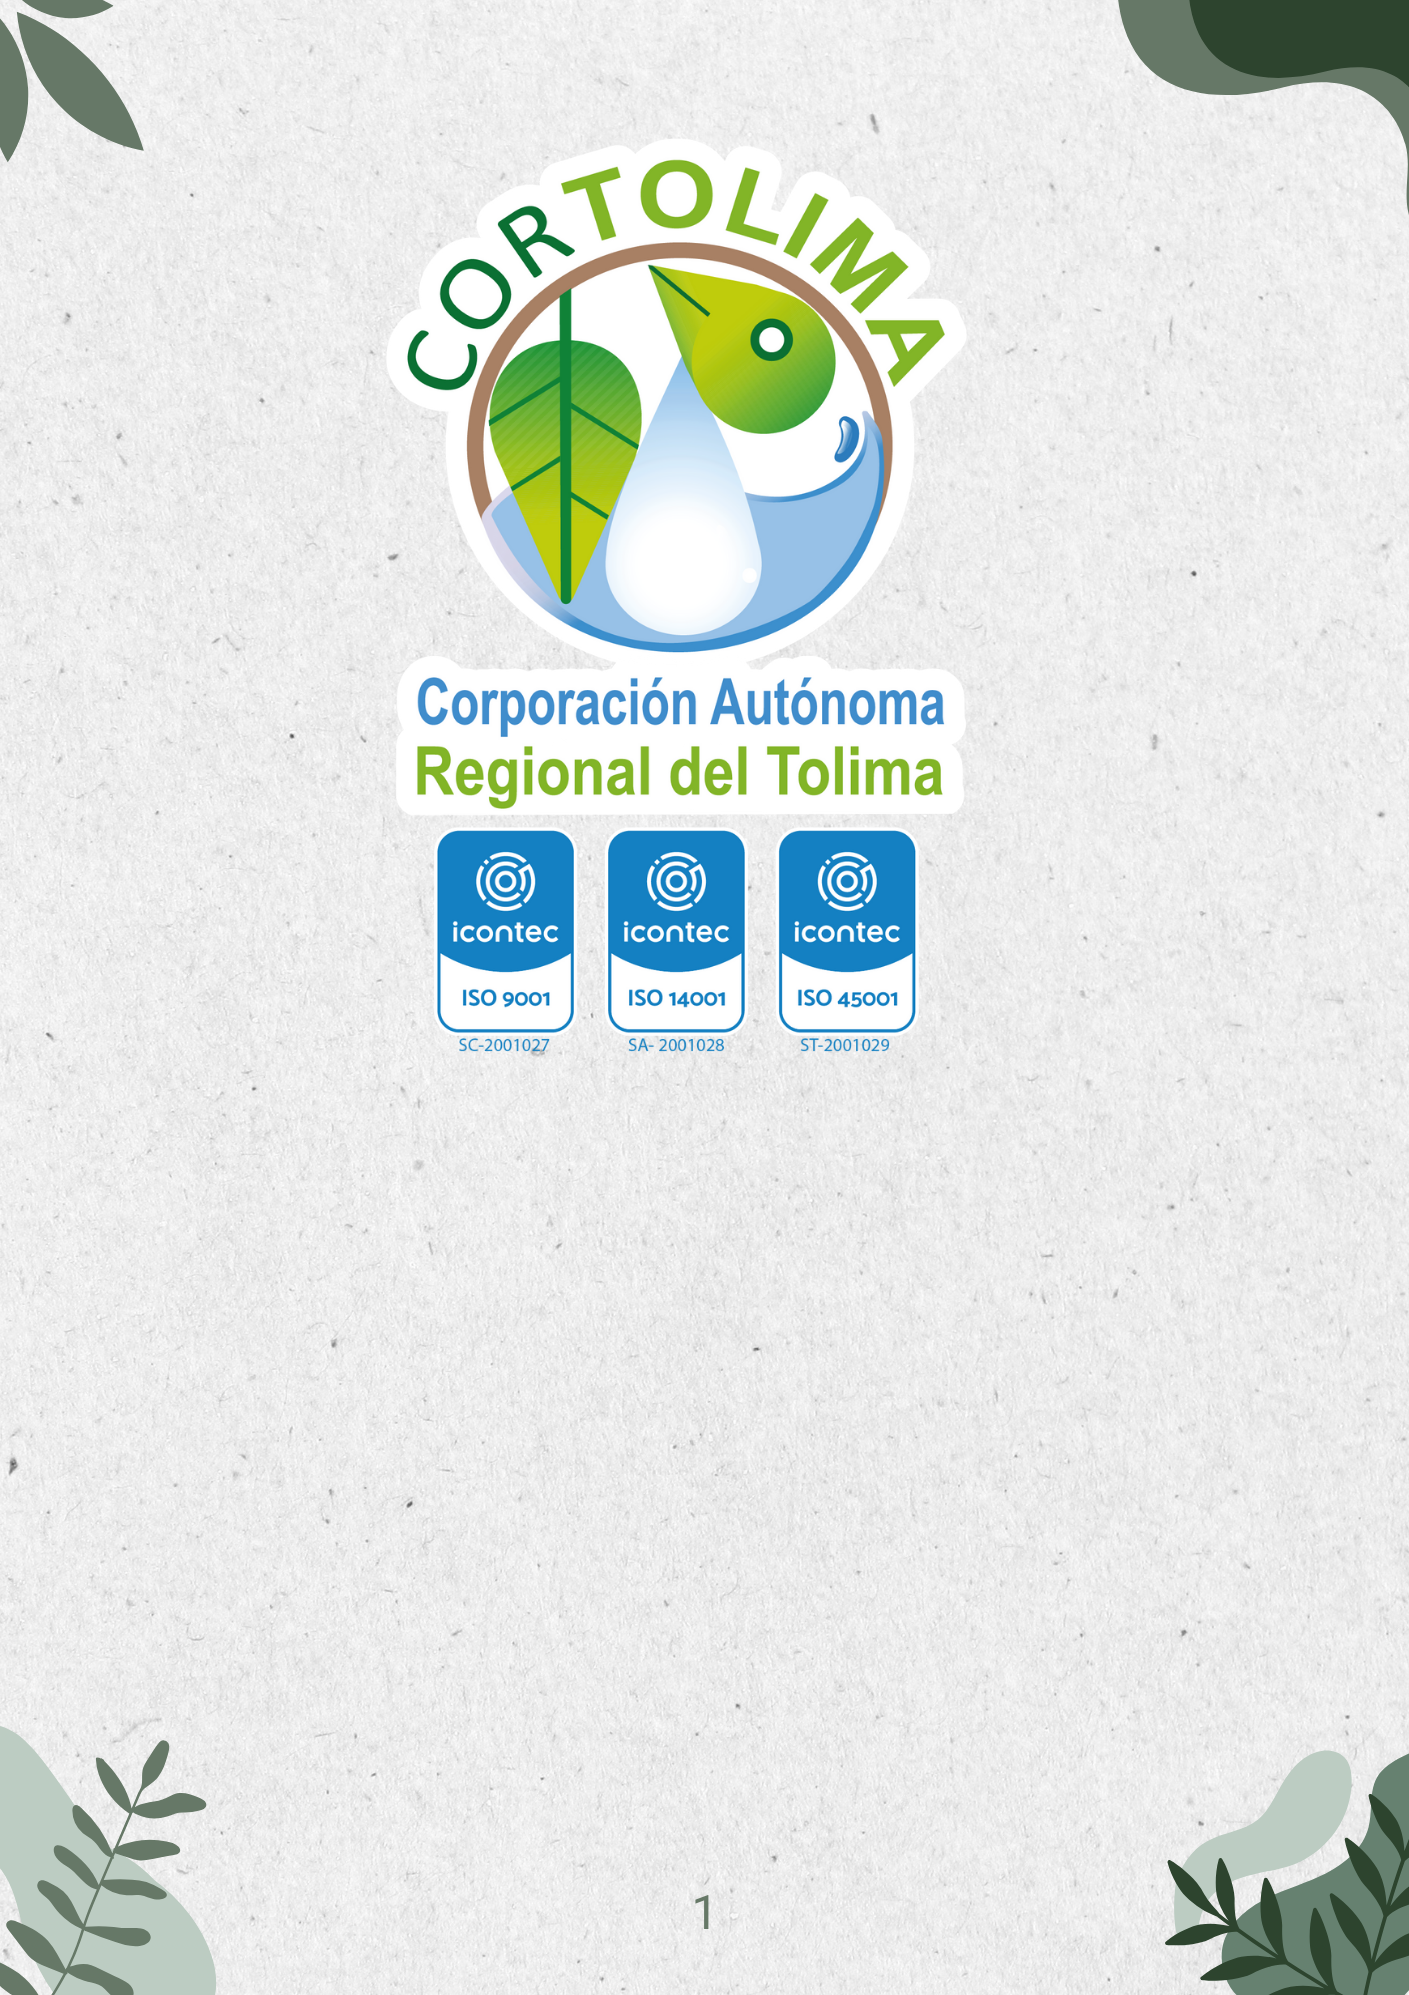 CORTOLIMA
Corporación Autónoma
Regional del Tolima
icontec icontec icontec
ISO 9001 ISO 14001 ISO 45001
SC-2001027 SA- 2001028 ST-2001029
1